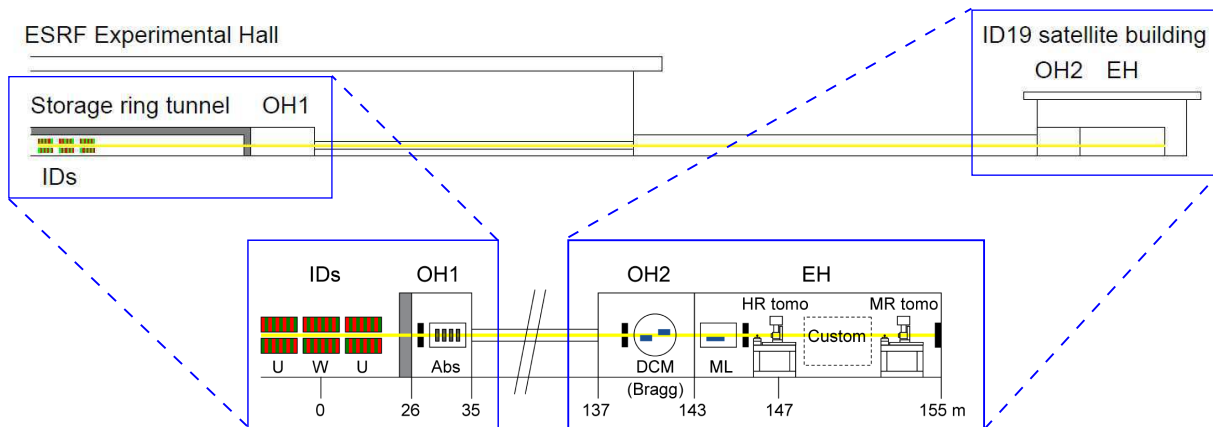 ESRF Experimental Hall
ID19 satellite building
OH2 EH
Storage ring tunnel OH1
IDs
IDs OH1 OH2 EH
HR tomo MR tomo
Custom
U W U Abs DCM ML
(Bragg)
0 26 35 137 143 147 155 m